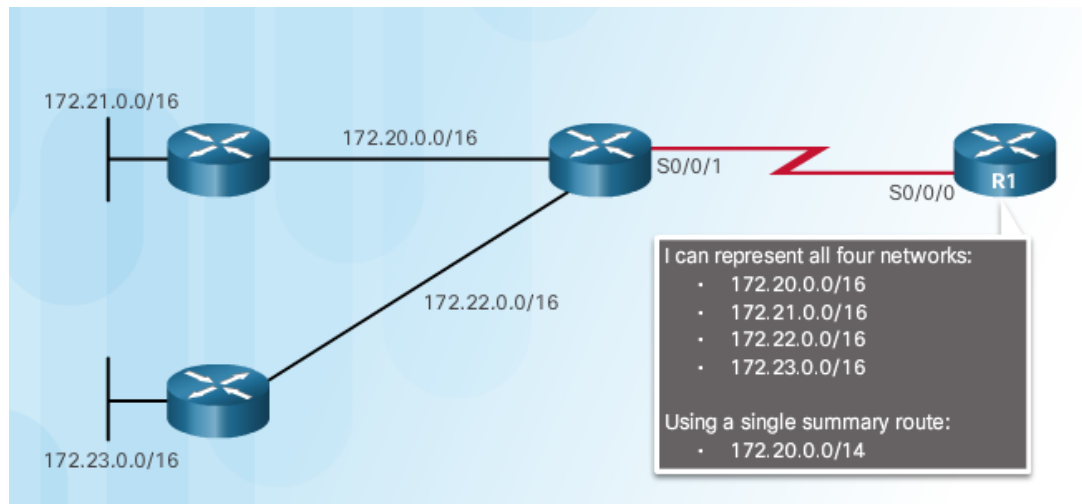 172.21.0.0/16
172.20.0.0/16
S0/0/1
S0/0/0
R1
172.22.0.0/16
172.23.0.0/16
I can represent all four networks:
· 172.20.0.0/16
· 172.21.0.0/16
· 172.22.0.0/16
· 172.23.0.0/16
Using a single summary route:
· 172.20.0.0/14